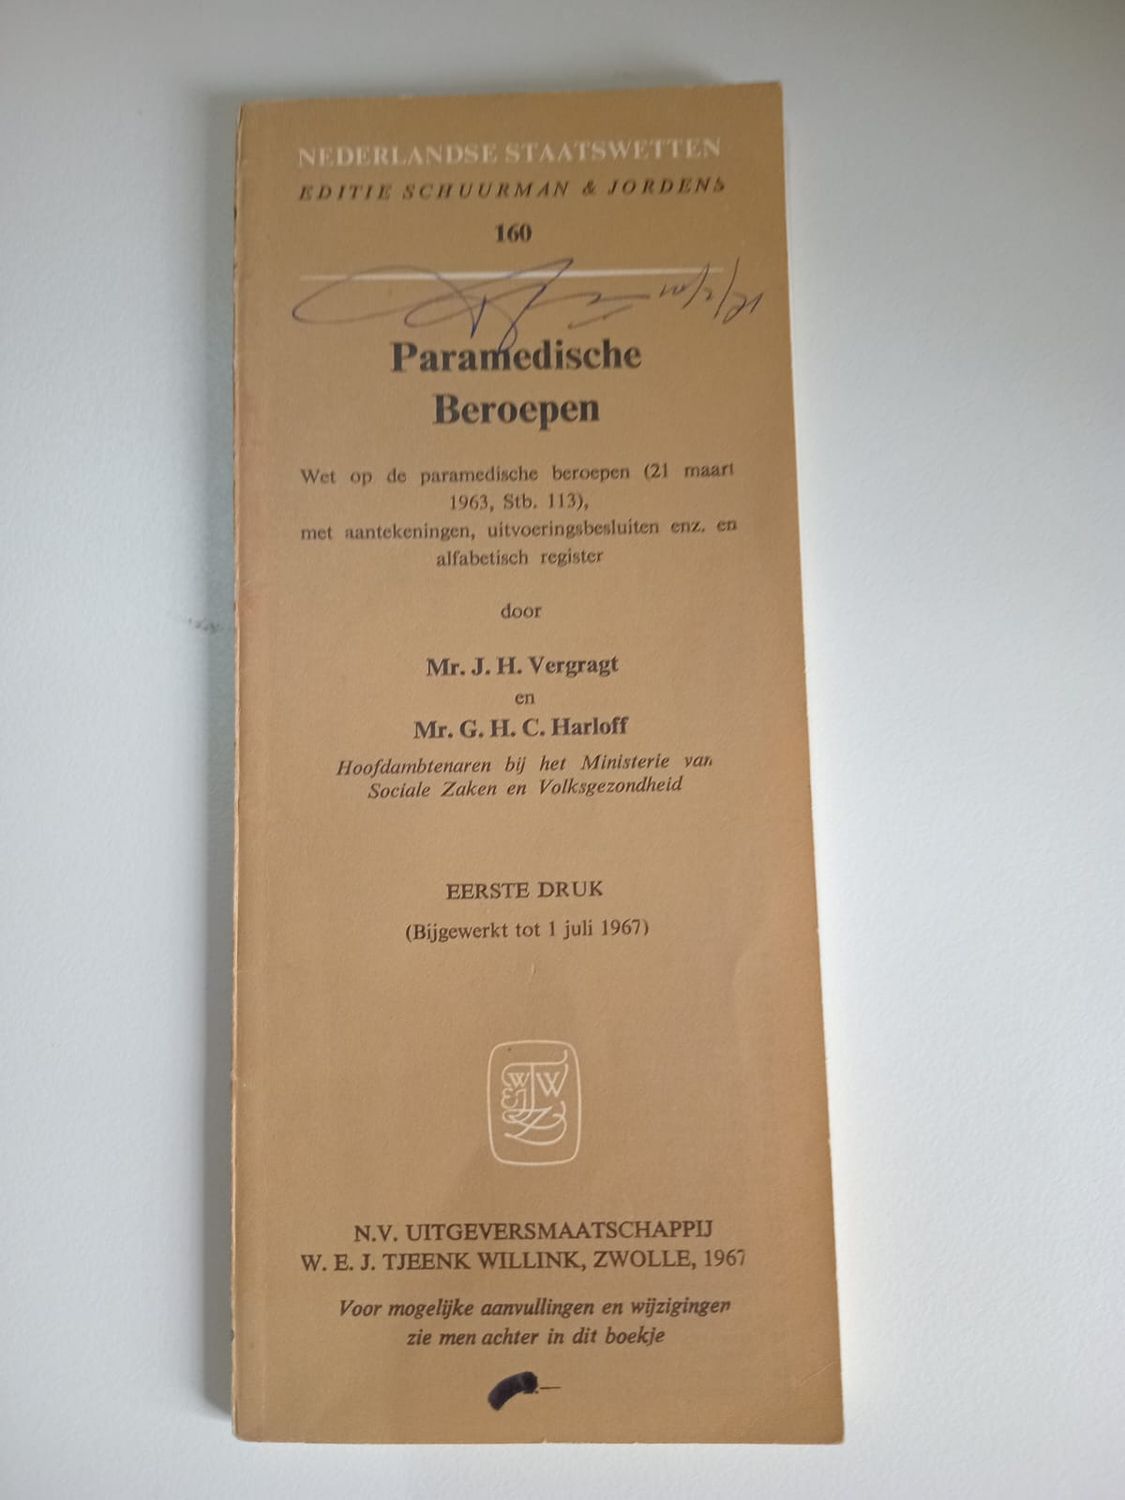 NEDERLANDSE STAATSWETTEN
EDITIE SCHUURMAN & JORDENS
160
Paramedische
Beroepen
Wet op de paramedische beroepen (21 maart
1963, Stb. 113),
met aantekeningen, uitvoeringsbesluiten enz. en
alfabetisch register
door
Mr. J. H. Vergragt
en
Mr. G. H. C. Harloff
Hoofdambtenaren bij het Ministerie van
Sociale Zaken en Volksgezondheid
EERSTE DRUK
(Bijgewerkt tot 1 juli 1967)
N.V. UITGEVERSMAATSCHAPPIJ
W. E. J. TJEENK WILLINK, ZWOLLE, 1967
Voor mogelijke aanvullingen en wijzigingen
zie men achter in dit boekje